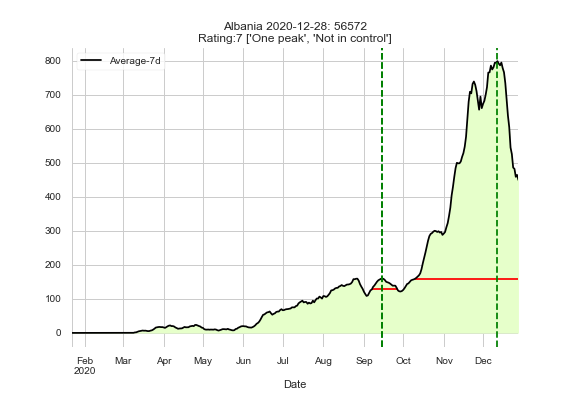 Albania 2020-12-28: 56572
Rating:7 ['One peak', 'Not in control']
Average-7d
800
700
600
500
400
300
200
100
0
Feb Mar Apr May Jun Jul Aug Sep Oct Nov Dec
2020
Date